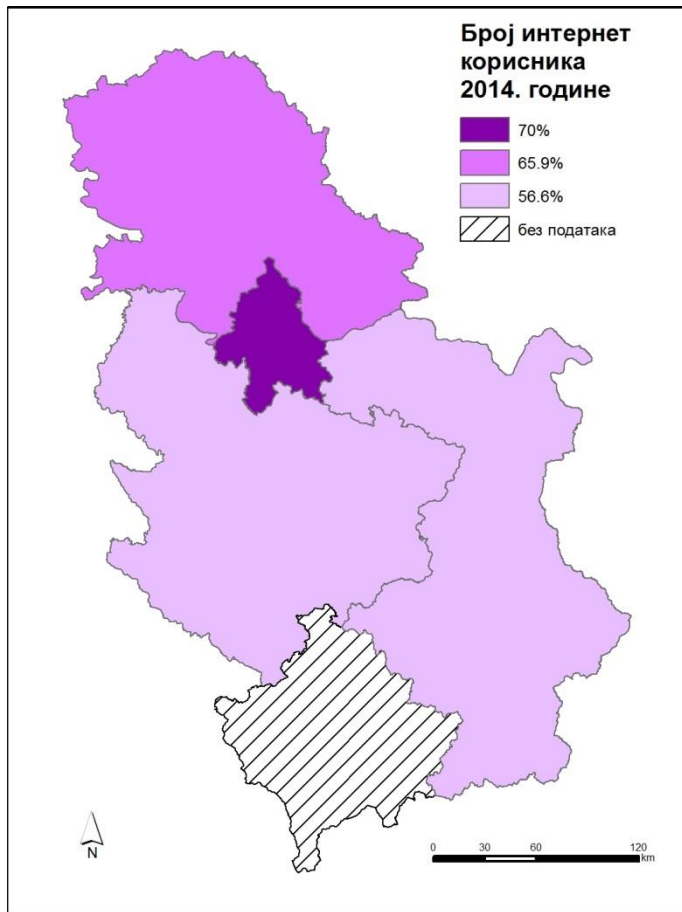 Број интернет
корисника
2014. године
70%
65.9%
56.6%
без података
N
0 30 60 120
km